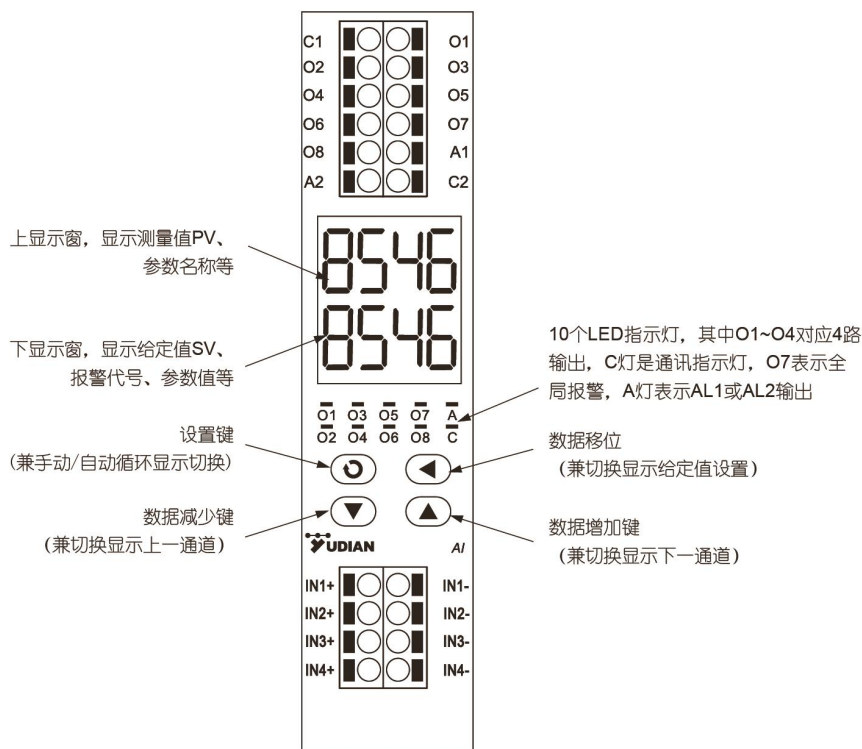 C1 O1
O2 O3
O4 O5
O6 O7
O8 A1
A2 C2
上显示窗，显示测量值PV、
参数名称等
8546
8546
下显示窗，显示给定值SV、
报警代号、参数值等
10个LED指示灯，其中O1~O4对应4路
输出，C灯是通讯指示灯，O7表示全
局报警，A灯表示AL1或AL2输出
O1 O3 O5 O7 A
O2 O4 O6 O8 C
设置键
(兼手动/自动循环显示切换)
数据移位
（兼切换显示给定值设置）
数据减少键
（兼切换显示上一通道）
数据增加键
（兼切换显示下一通道）
YUDIAN AI
IN1+ IN1-
IN2+ IN2-
IN3+ IN3-
IN4+ IN4-